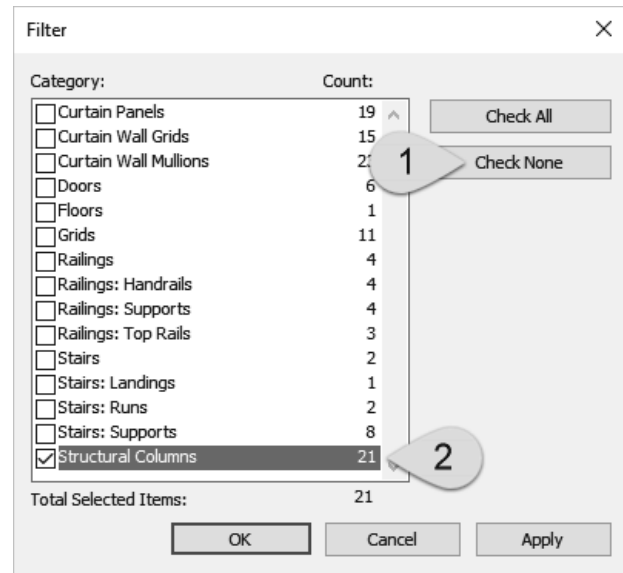 Filter
Category: Count:
Curtain Panels 19 Check All
Curtain Wall Grids 15
Curtain Wall Mullions 1 Check None
Doors 6
Floors 1
Grids 11
Railings 4
Railings: Handrails 4
Railings: Supports 4
Railings: Top Rails 3
Stairs 2
Stairs: Landings 1
Stairs: Runs 2
Stairs: Supports 8
Structural Columns 21 2
Total Selected Items: 21
OK Cancel Apply